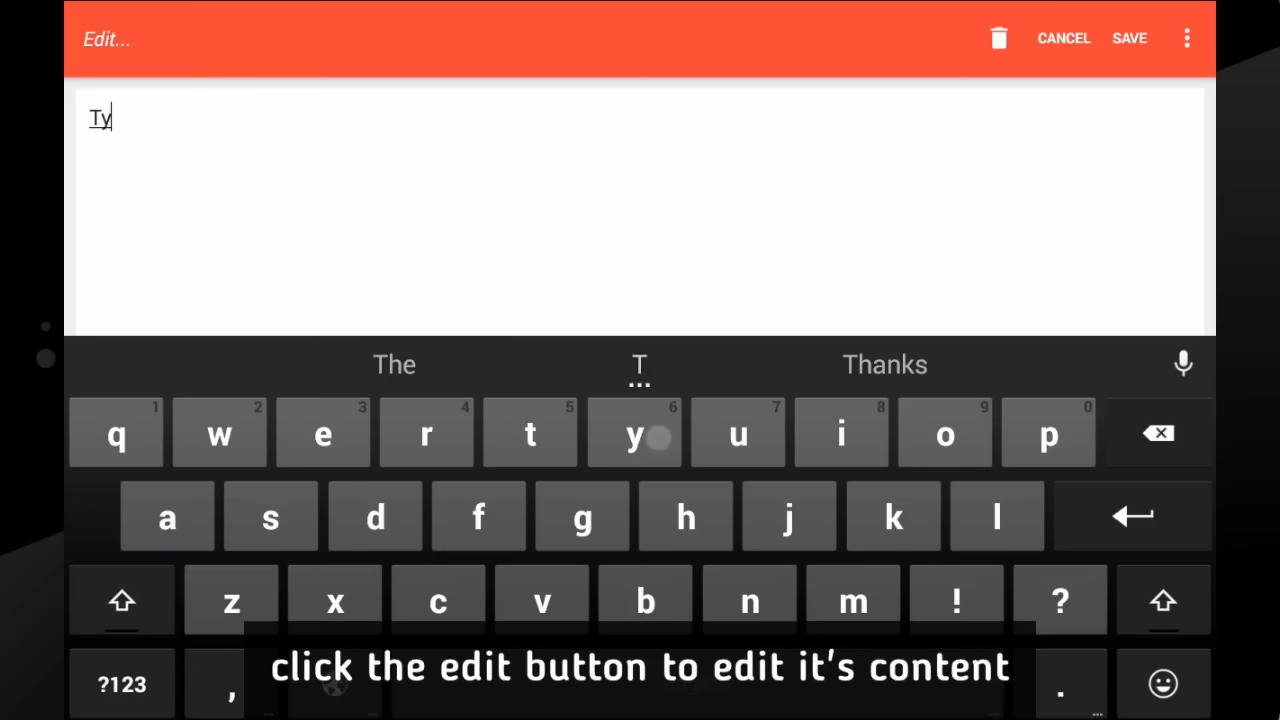 Edit...
CANCEL SAVE
Ty
The T Thanks
q 1 w 2 e 3 r 4 t 5 y 6 u 7 i 8 o 9 p 0
a s d f g h j k l
z x c v b n m ! ?
?123 , .
click the edit button to edit it's content